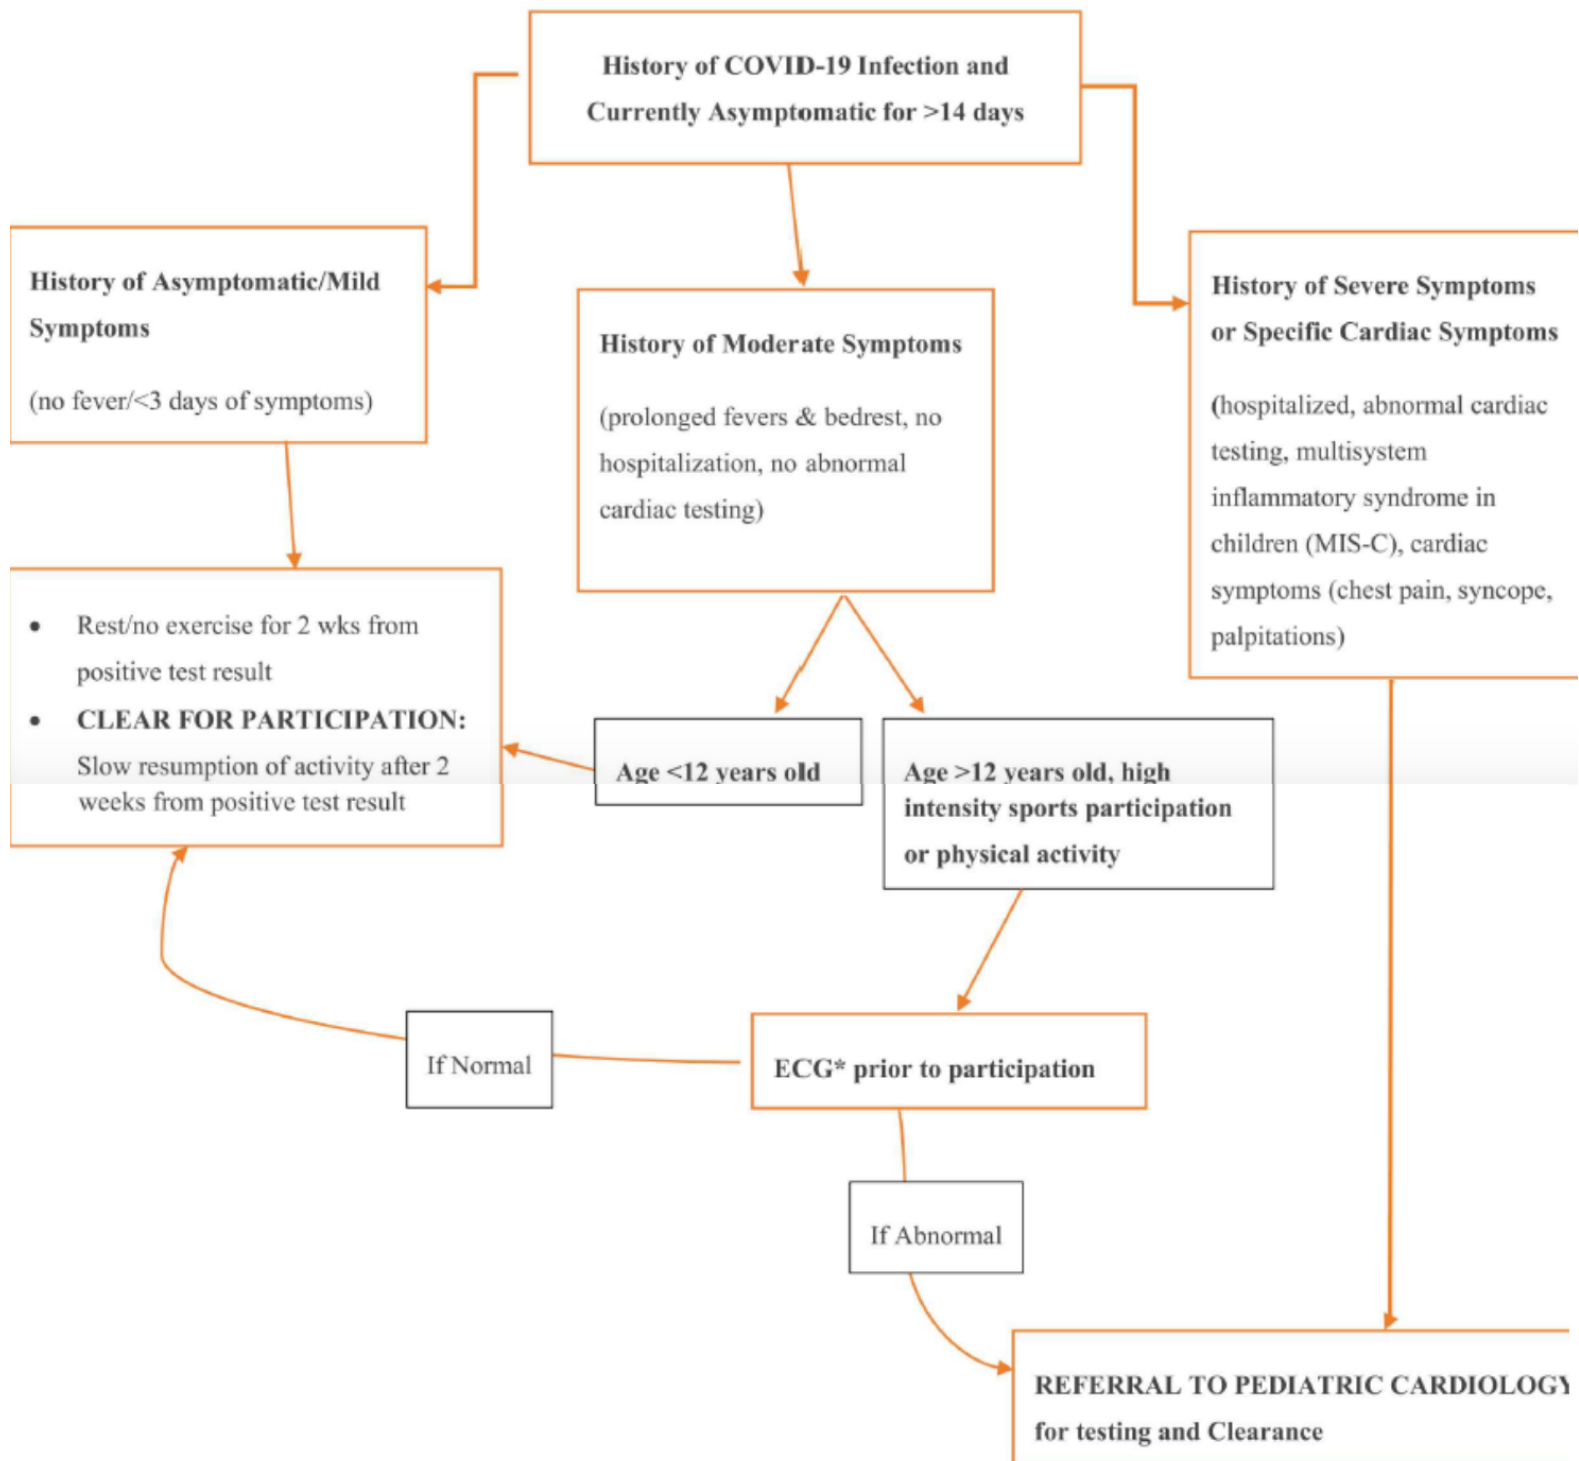 History of COVID-19 Infection and
Currently Asymptomatic for >14 days
History of Asymptomatic/Mild
Symptoms
(no fever/<3 days of symptoms)
History of Moderate Symptoms
(prolonged fevers & bedrest, no
hospitalization, no abnormal
cardiac testing)
History of Severe Symptoms
or Specific Cardiac Symptoms
(hospitalized, abnormal cardiac
testing, multisystem
inflammatory syndrome in
children (MIS-C), cardiac
symptoms (chest pain, syncope,
palpitations)
• Rest/no exercise for 2 wks from
positive test result
• CLEAR FOR PARTICIPATION:
Slow resumption of activity after 2
weeks from positive test result
Age <12 years old
Age >12 years old, high
intensity sports participation
or physical activity
If Normal
ECG* prior to participation
If Abnormal
REFERRAL TO PEDIATRIC CARDIOLOGY
for testing and Clearance